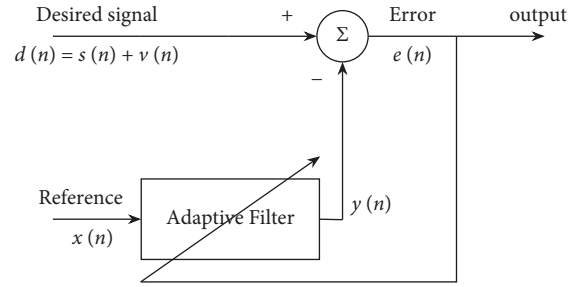 Desired signal
+
Σ
Error
output
d (n) = s (n) + v (n)
e (n)
−
Reference
Adaptive Filter
y (n)
x (n)